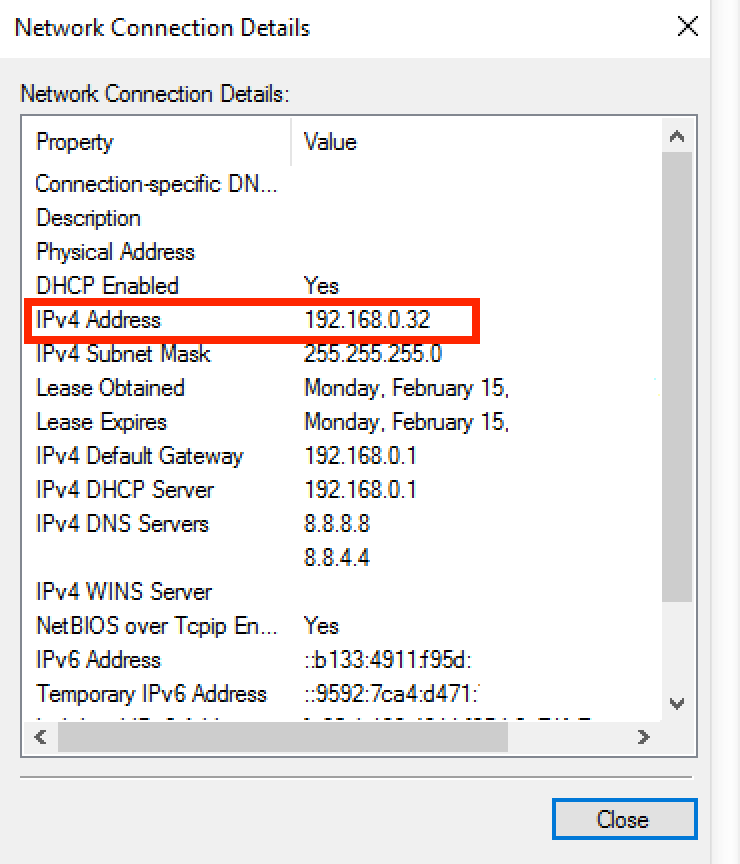 Network Connection Details
Network Connection Details:
Property Value
Connection-specific DN...
Description
Physical Address
DHCP Enabled Yes
IPv4 Address 192.168.0.32
IPv4 Subnet Mask 255.255.255.0
Lease Obtained Monday, February 15,
Lease Expires Monday, February 15,
IPv4 Default Gateway 192.168.0.1
IPv4 DHCP Server 192.168.0.1
IPv4 DNS Servers 8.8.8.8
8.8.4.4
IPv4 WINS Server
NetBIOS over Tcpip En... Yes
IPv6 Address ::b133:4911:f95d:
Temporary IPv6 Address ::9592:7ca4:d471:
Close